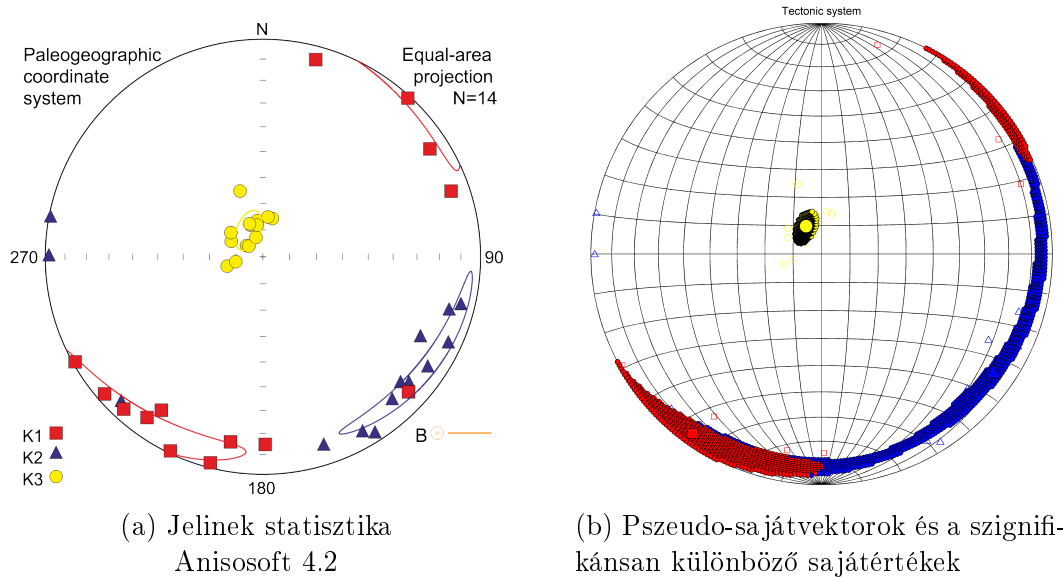 Tectonic system
N
Paleogeographic
coordinate
system
Equal-area
projection
N=14
270
90
K1
K2
K3
B
180
(a) Jelinek statisztika
Anisosoft 4.2
(b) Pszeudo-sajátvektorok és a szignifi-
kánsan különböző sajátértékek